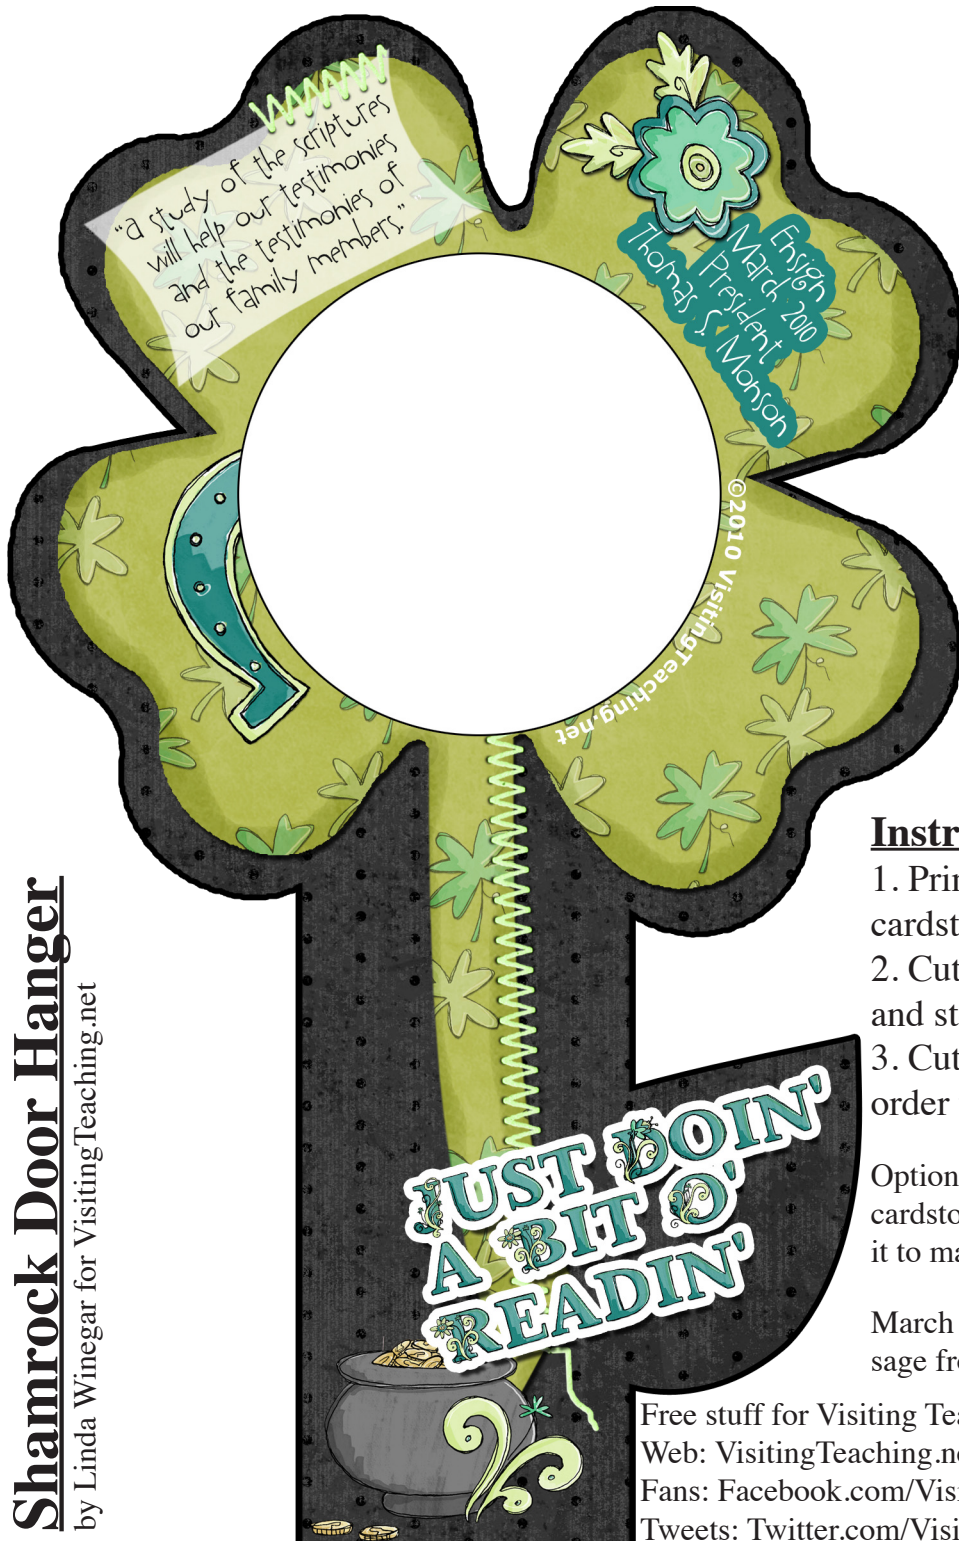 "a study of the scriptures
will help our testimonies
and the testimonies of
our family members."
Ensign
March 2010
President
Thomas S. Monson
©2010 VisitingTeaching.net
Shamrock Door Hanger
by Linda Winegar for VisitingTeaching.net
JUST DOIN'
A BIT O'
READIN'
Instr
1. Prin
cardst
2. Cut
and st
3. Cut
order
Option
cardsto
it to ma
March
sage fro
Free stuff for Visiting Tea
Web: VisitingTeaching.ne
Fans: Facebook.com/Visi
Tweets: Twitter.com/Visi